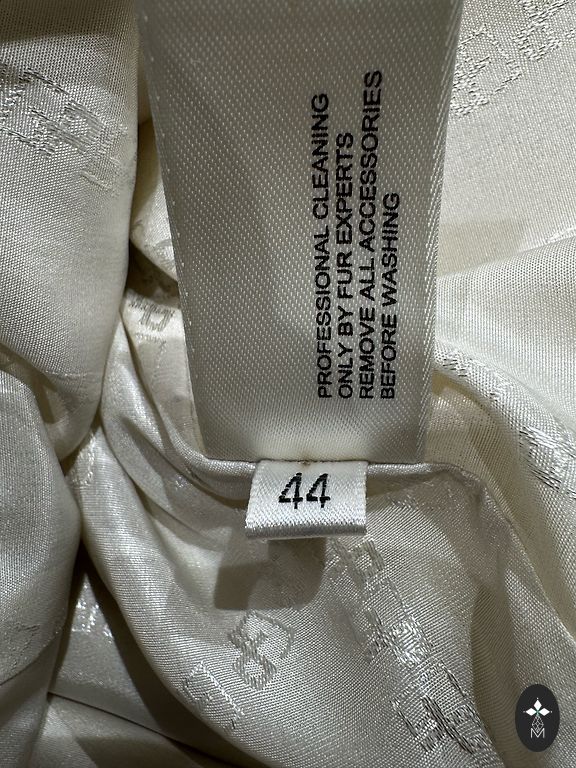 PROFESSIONAL CLEANING
ONLY BY FUR EXPERTS
REMOVE ALL ACCESSORIES
BEFORE WASHING
44
M